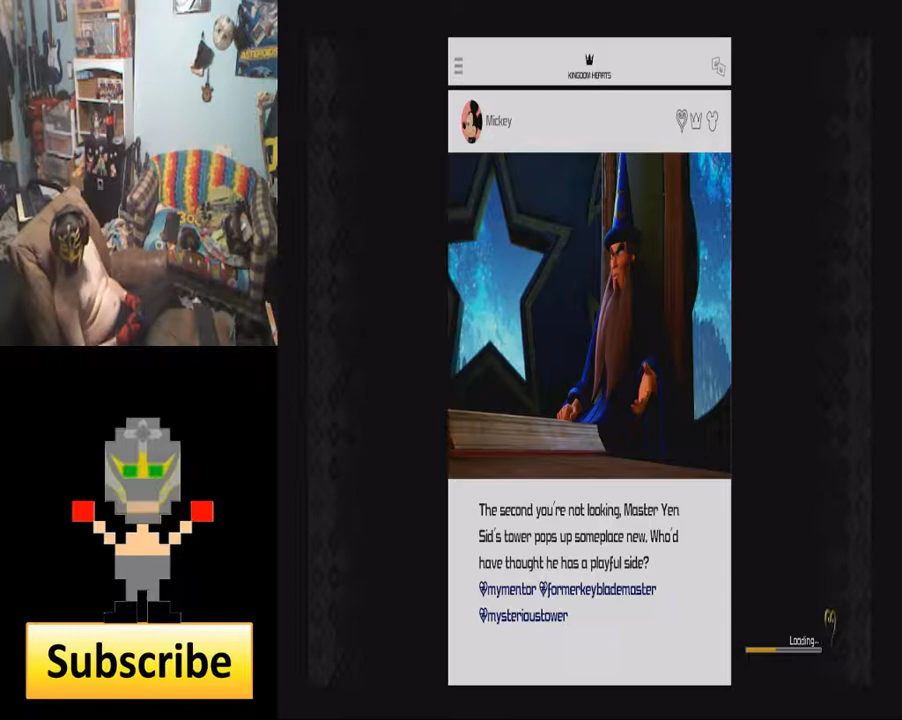 ASTEROIDS
KINGDOM HEARTS
Mickey
The second you're not looking, Master Yen
Sid's tower pops up someplace new. Who'd
have thought he has a playful side?
mymentor formerkeyblademaster
mysterioustower
Loading...
Subscribe